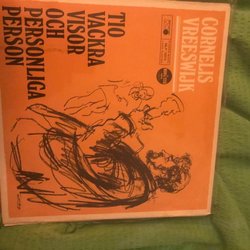 CORNELIS
VREESWIJK
TIO
VACKRA
VISOR
OCH
PERSONLIGA
PERSON